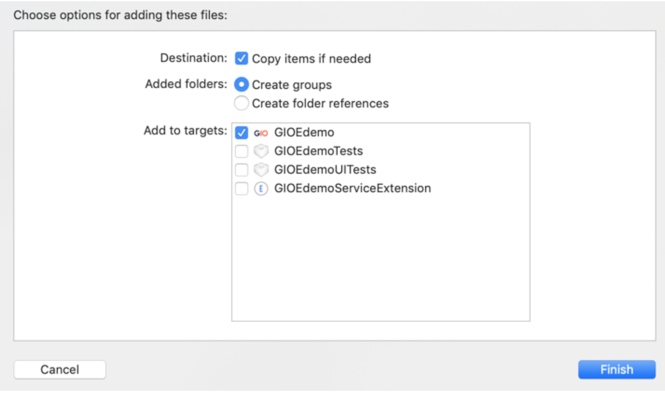 Choose options for adding these files:
Destination: Copy items if needed
Added folders: Create groups
Create folder references
Add to targets: GIO GIOEdemo
GIOEdemoTests
GIOEdemoUITests
E GIOEdemoServiceExtension
Cancel Finish